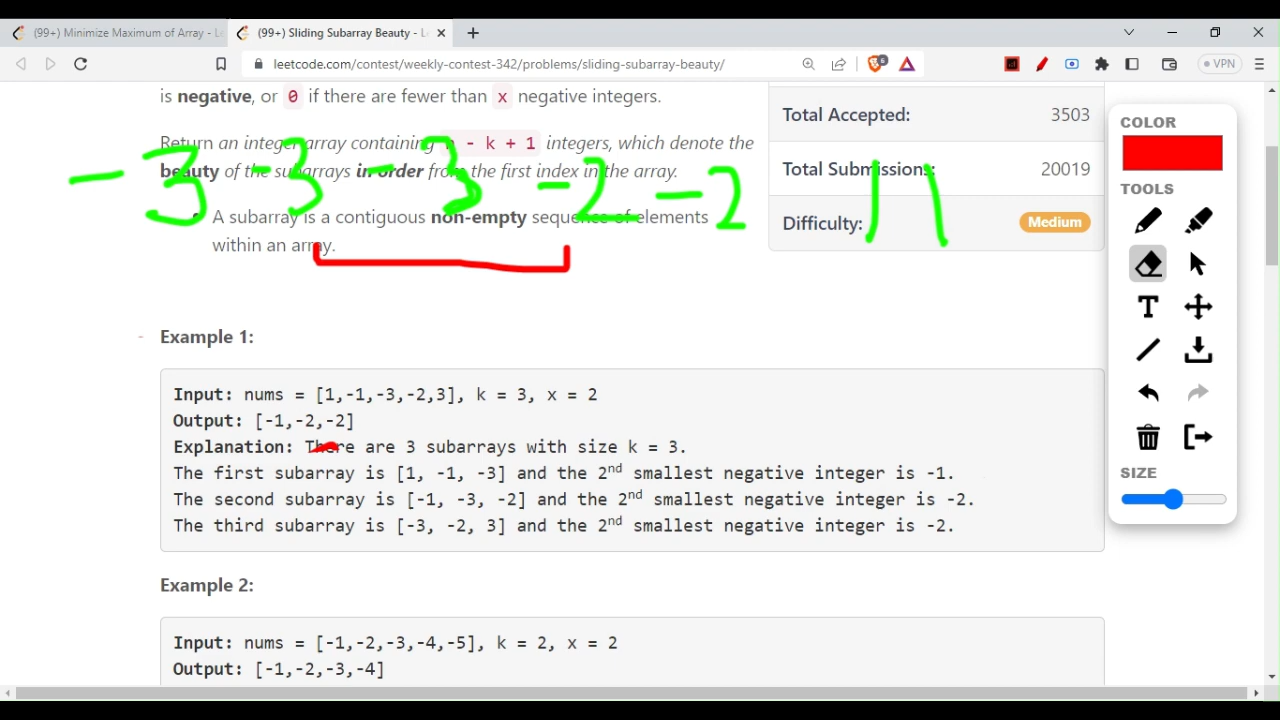 (99+) Minimize Maximum of Array - Le
(99+) Sliding Subarray Beauty - Le
leetcode.com/contest/weekly-contest-342/problems/sliding-subarray-beauty/
6
VPN
is negative, or 0 if there are fewer than x negative integers.
Return an integer array containing n - k + 1 integers, which denote the
beauty of the subarrays in order from the first index in the array.
-3 -3 -3 -2 -2 1 1
• A subarray is a contiguous non-empty sequence of elements
within an array.
Total Accepted: 3503
Total Submissions: 20019
Difficulty: Medium
Example 1:
Input: nums = [1,-1,-3,-2,3], k = 3, x = 2
Output: [-1,-2,-2]
Explanation: There are 3 subarrays with size k = 3.
The first subarray is [1, -1, -3] and the 2nd smallest negative integer is -1.
The second subarray is [-1, -3, -2] and the 2nd smallest negative integer is -2.
The third subarray is [-3, -2, 3] and the 2nd smallest negative integer is -2.
Example 2:
Input: nums = [-1,-2,-3,-4,-5], k = 2, x = 2
Output: [-1,-2,-3,-4]
COLOR
TOOLS
T
SIZE